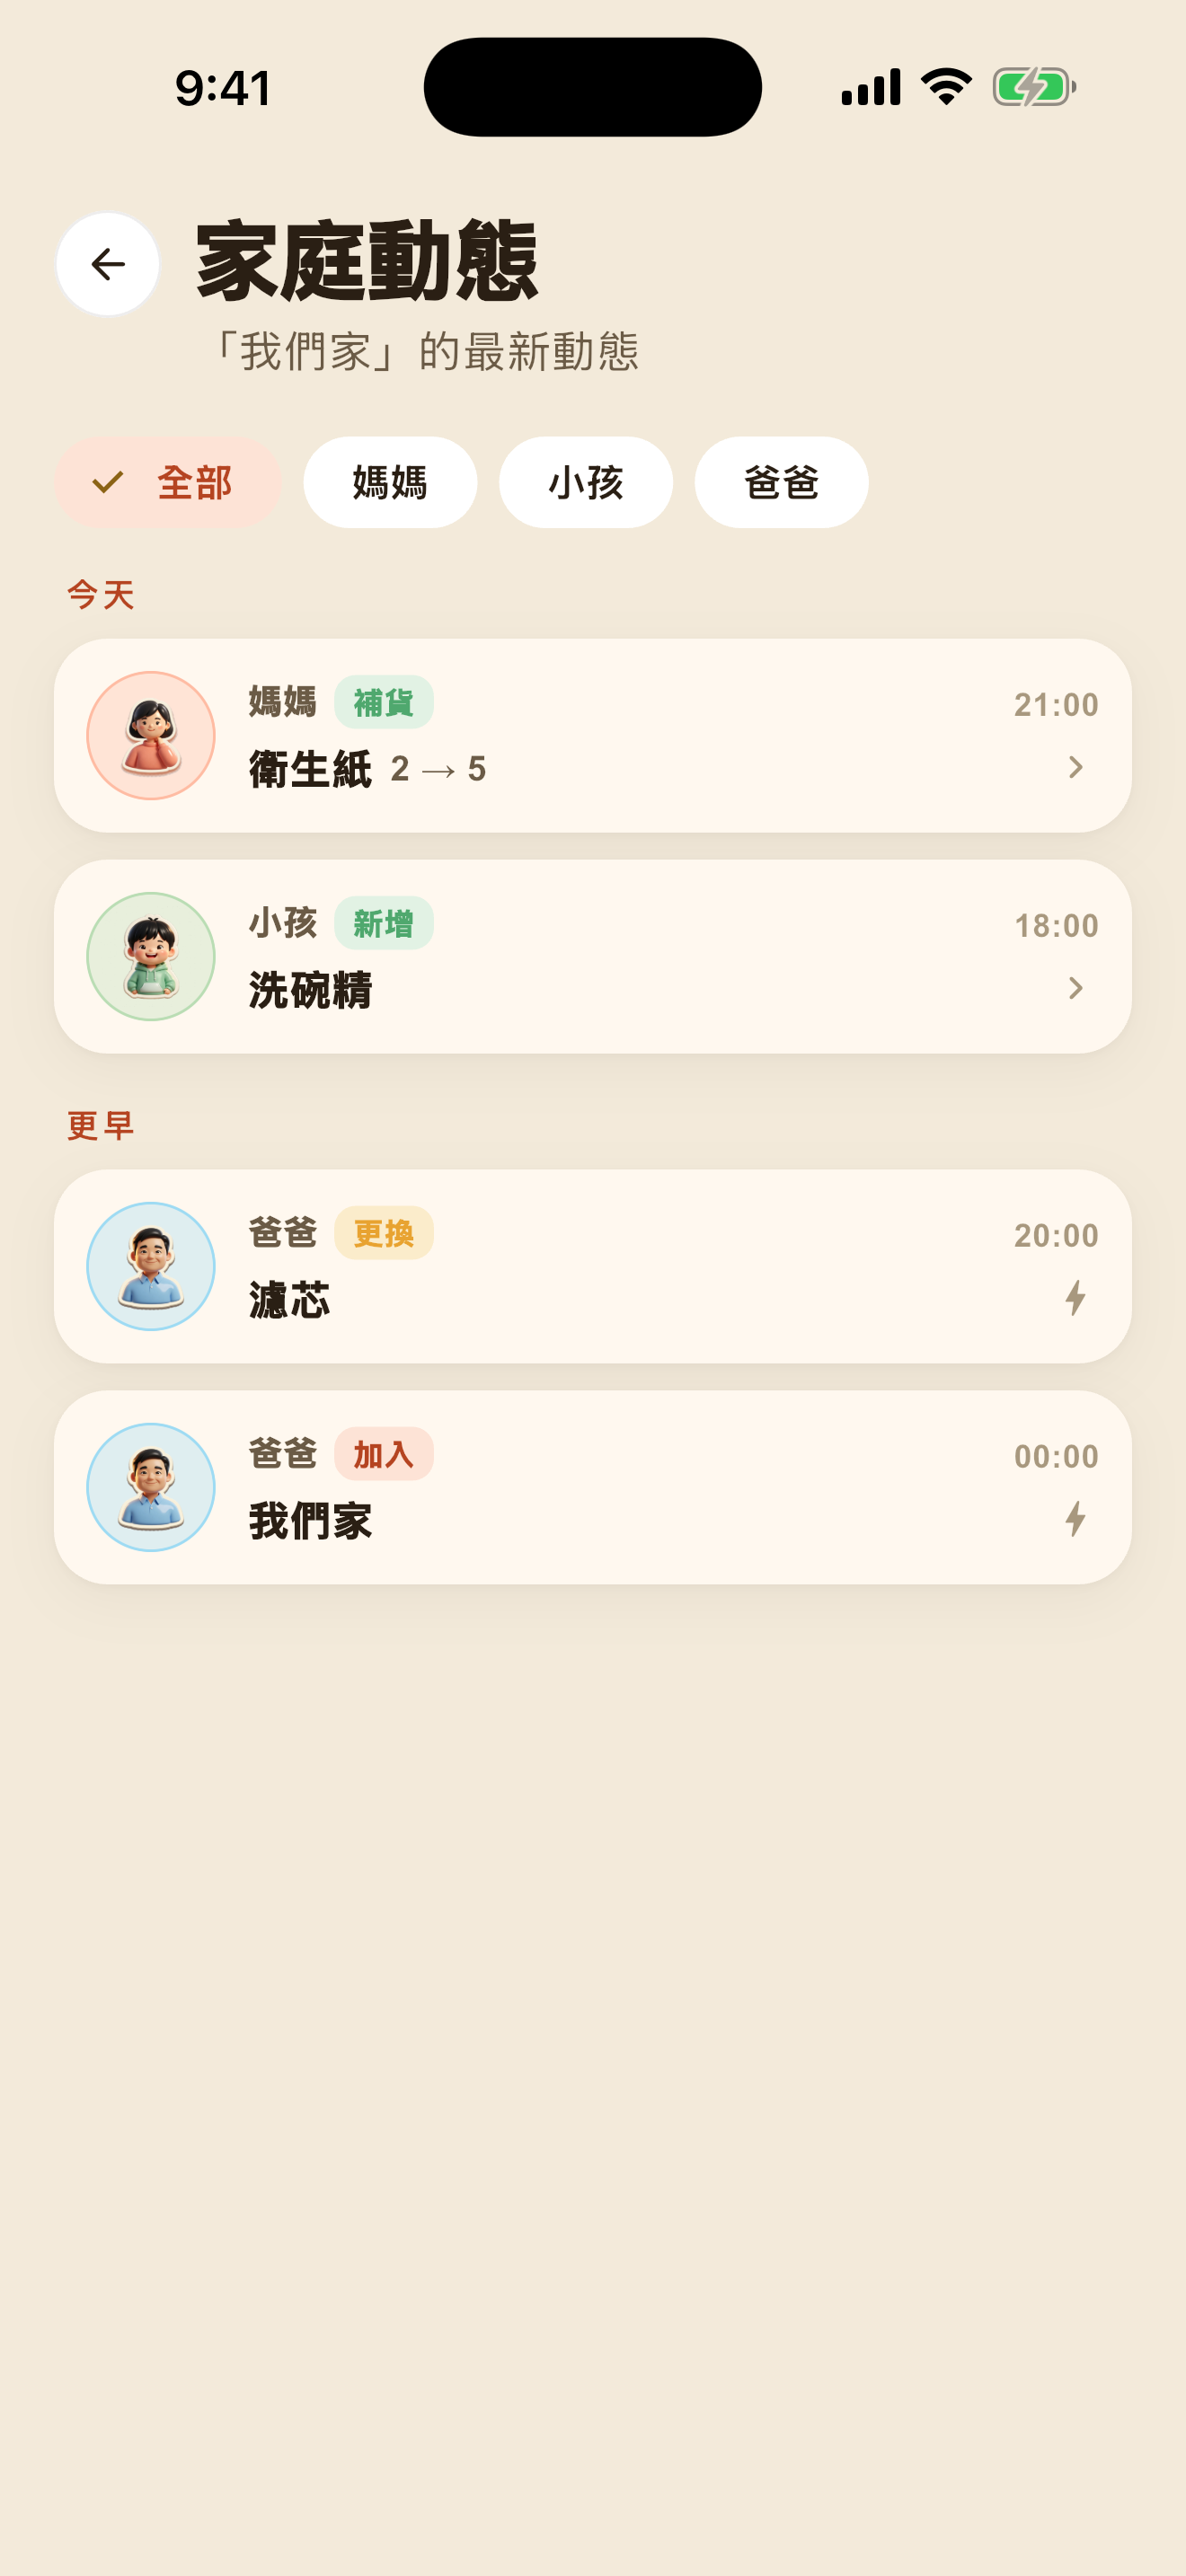 9:41
家庭動態
「我們家」的最新動態
全部 媽媽 小孩 爸爸
今天
媽媽 補貨 21:00
衛生紙 2 → 5
小孩 新增 18:00
洗碗精
更早
爸爸 更換 20:00
濾芯
爸爸 加入 00:00
我們家